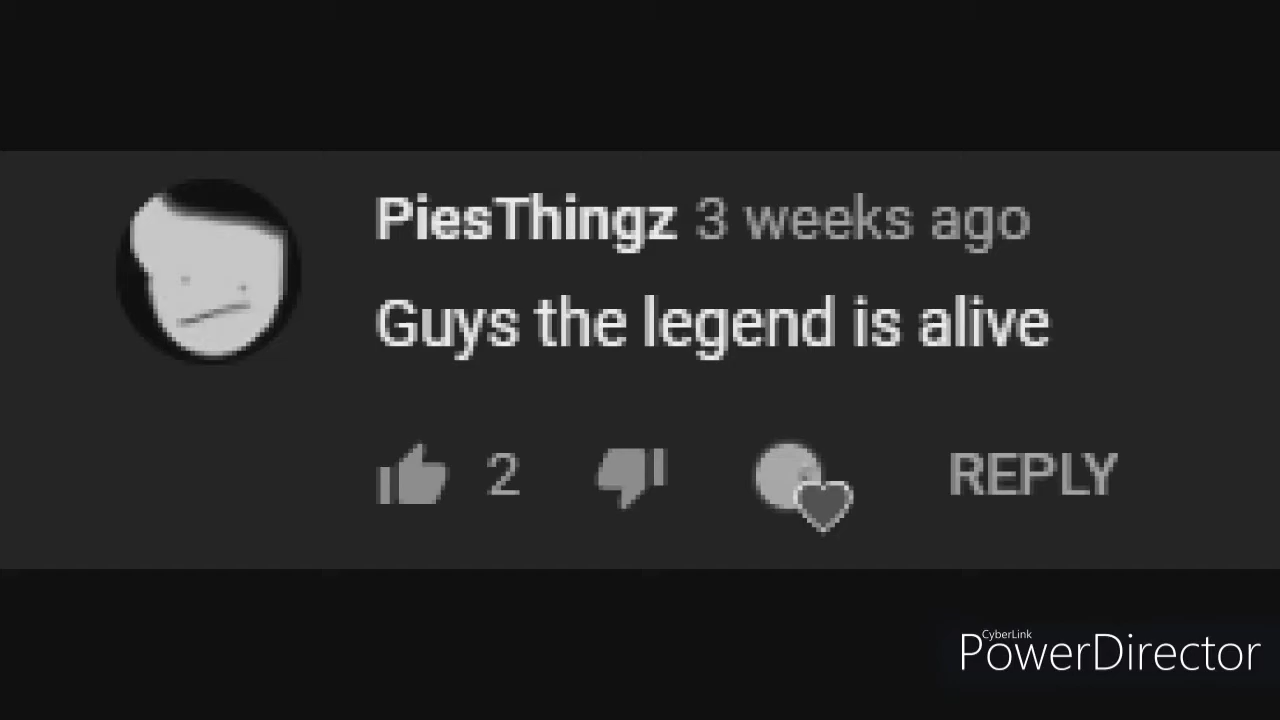 PiesThingz 3 weeks ago
Guys the legend is alive
2 REPLY
CyberLink
PowerDirector